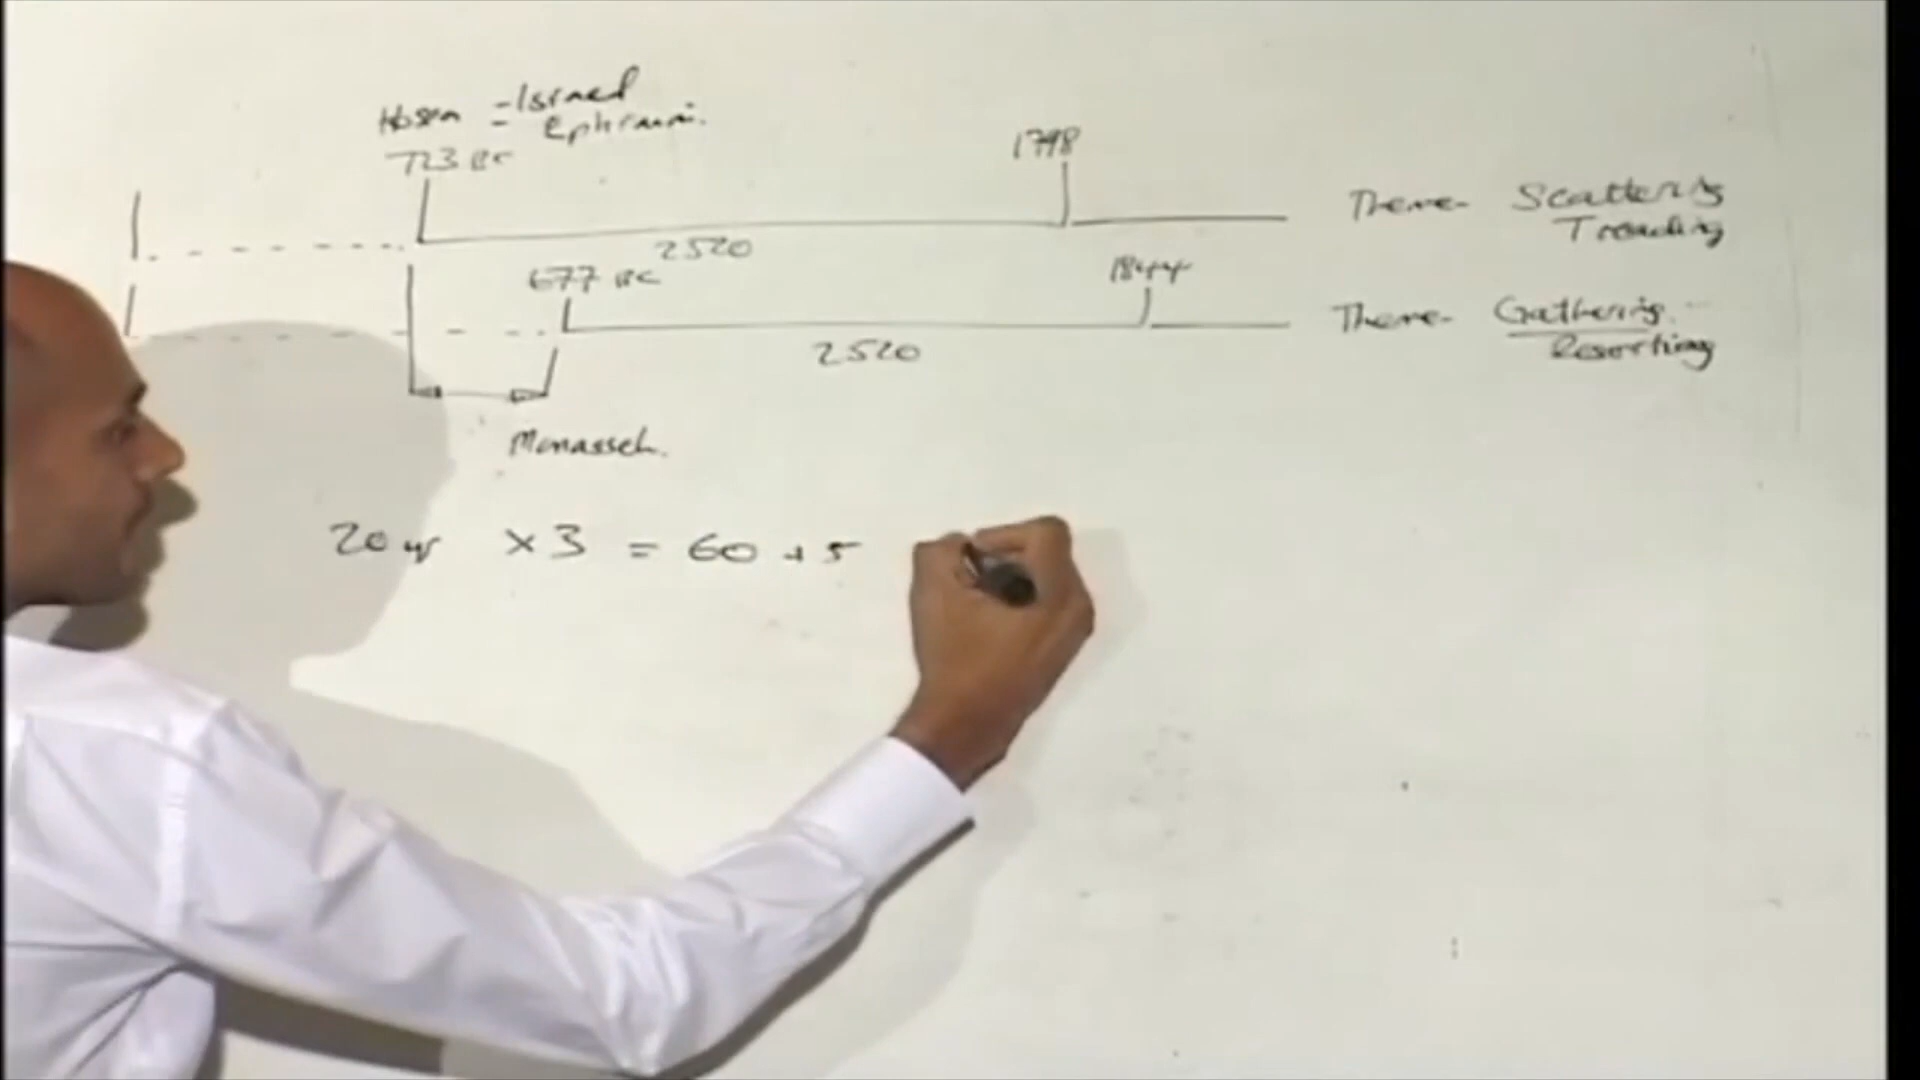 Hosea - Israel
- Ephraim.
723 BC
1798
Theme - Scattering
Treading
2520
677 BC
1844
Theme - Gathering.
Resorting
2520
Manasseh.
20 yr × 3 = 60 + 5